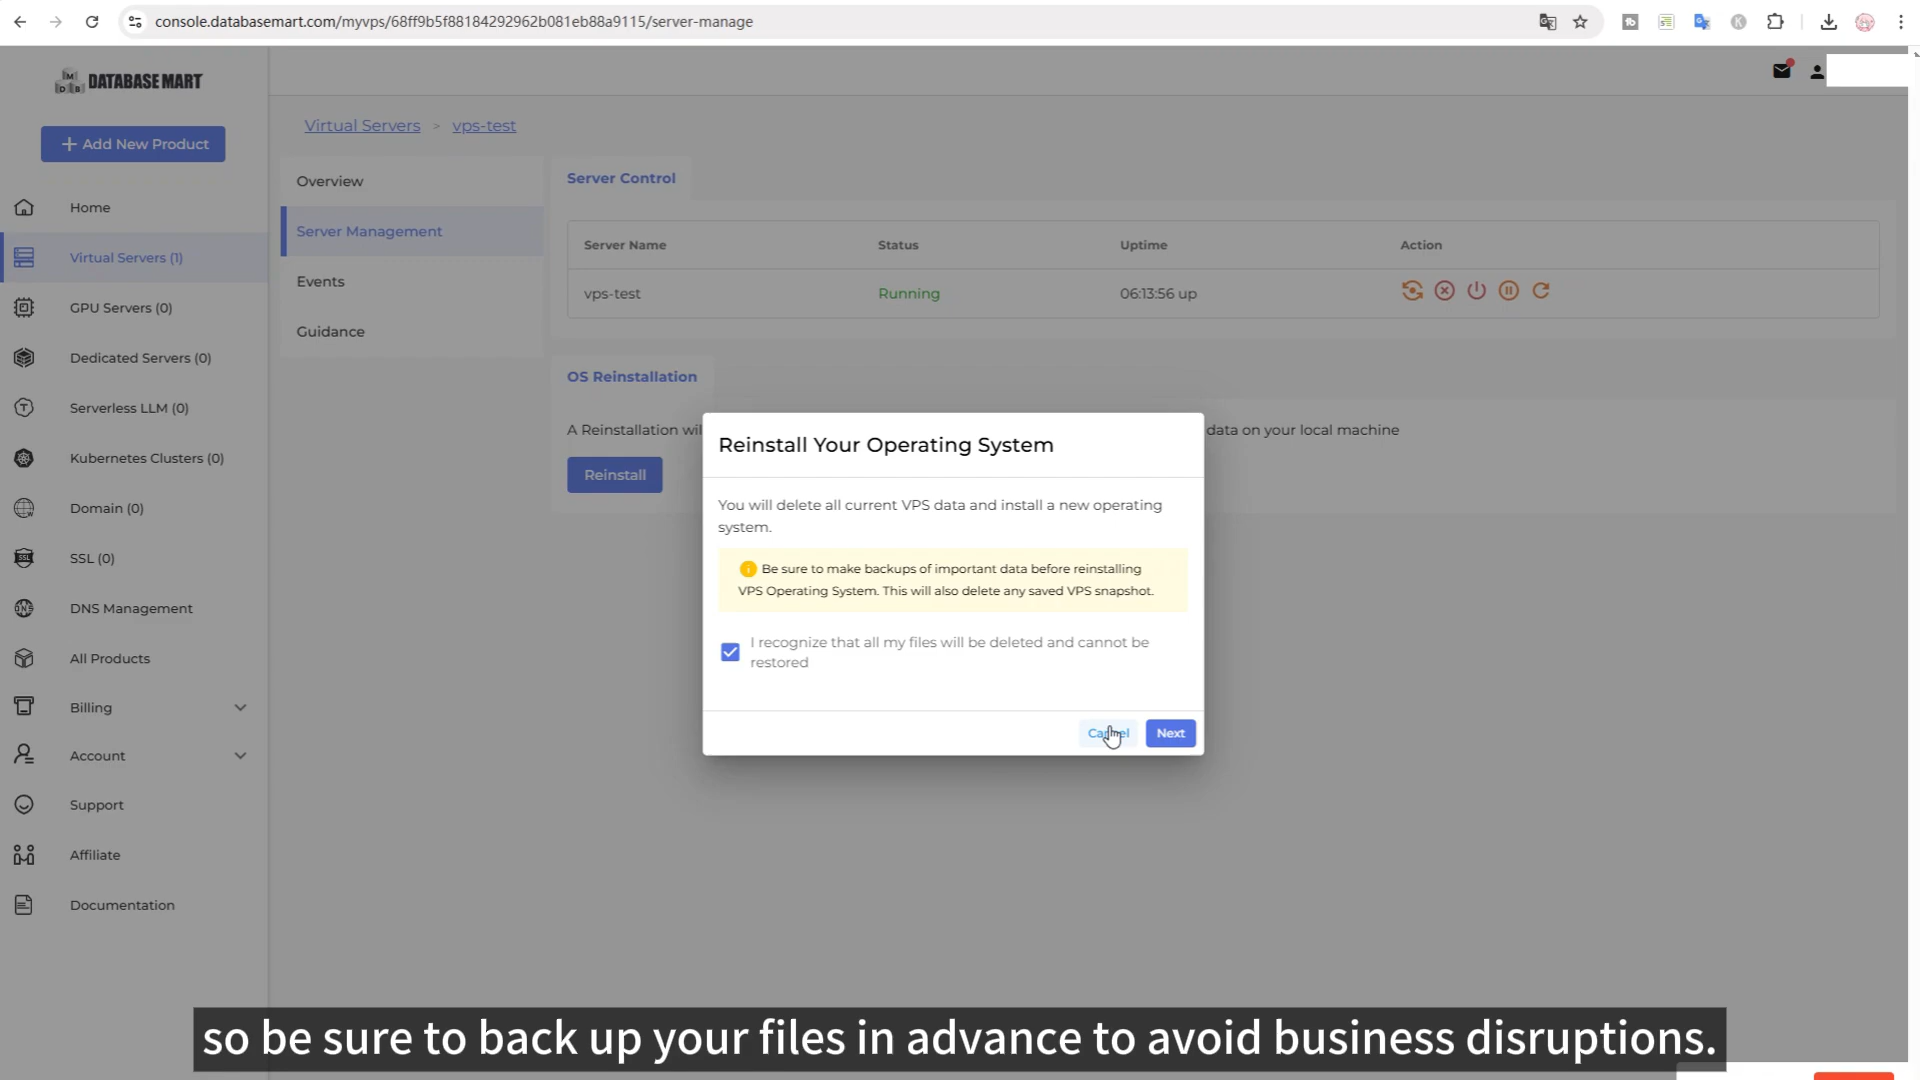 console.databasemart.com/myvps/68ff9b5f88184292962b081eb88a9115/server-manage
DATABASE MART
Add New Product
Home
Virtual Servers (1)
GPU Servers (0)
Dedicated Servers (0)
Serverless LLM (0)
Kubernetes Clusters (0)
Domain (0)
SSL (0)
DNS Management
All Products
Billing
Account
Support
Affiliate
Documentation
Virtual Servers > vps-test
Overview
Server Management
Events
Guidance
Server Control
Server Name Status Uptime Action
vps-test Running 06:13:56 up
OS Reinstallation
A Reinstallation wil data on your local machine
Reinstall
Reinstall Your Operating System
You will delete all current VPS data and install a new operating
system.
Be sure to make backups of important data before reinstalling
VPS Operating System. This will also delete any saved VPS snapshot.
I recognize that all my files will be deleted and cannot be
restored
Cancel Next
so be sure to back up your files in advance to avoid business disruptions.